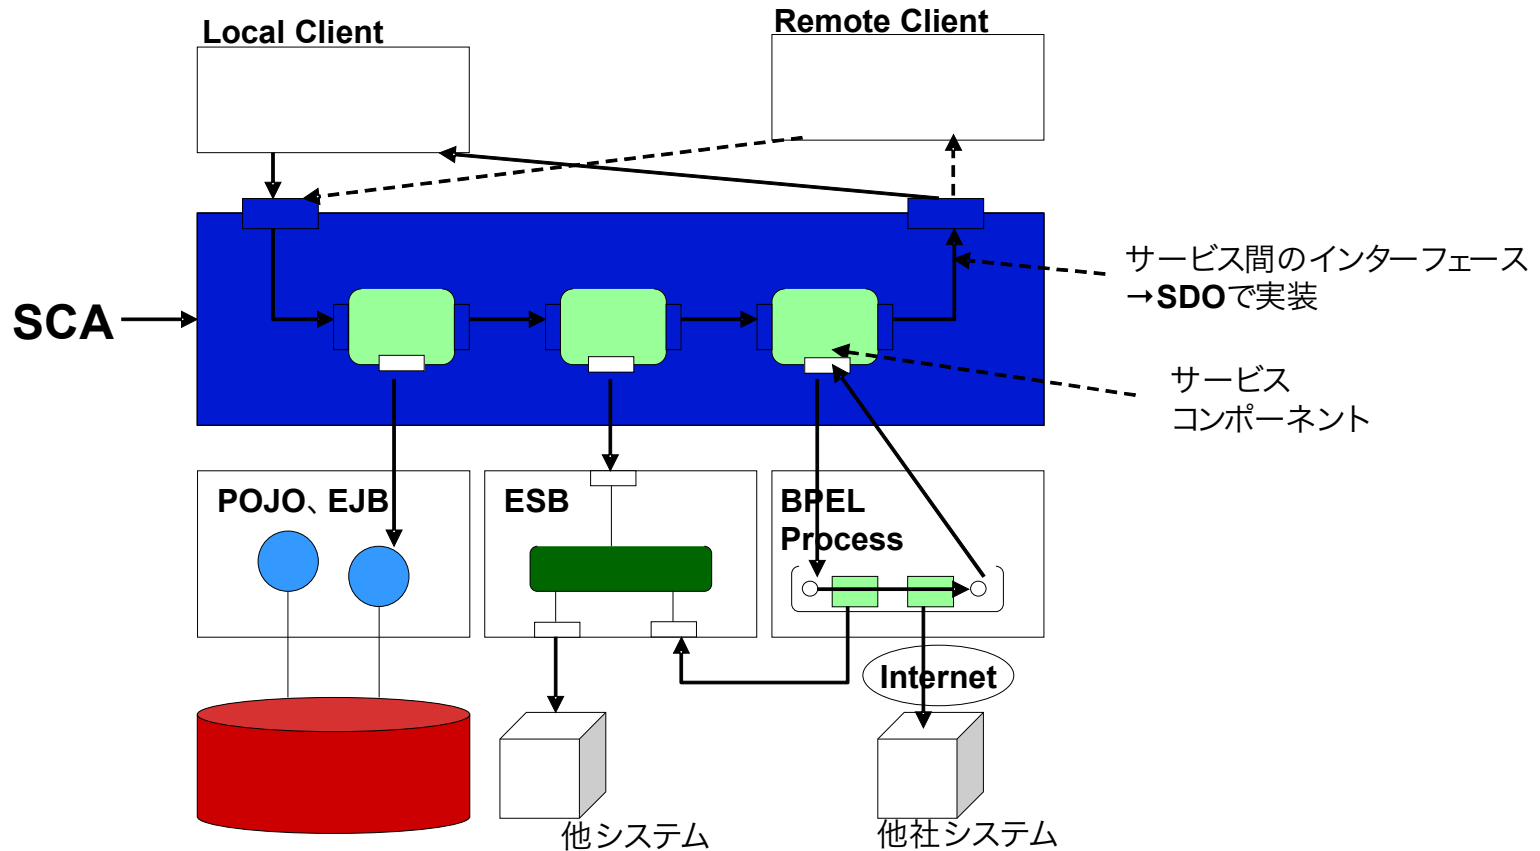 Local Client
Remote Client
サービス間のインターフェース
→SDOで実装
SCA
サービス
コンポーネント
POJO、EJB
ESB
BPEL
Process
Internet
他システム
他社システム